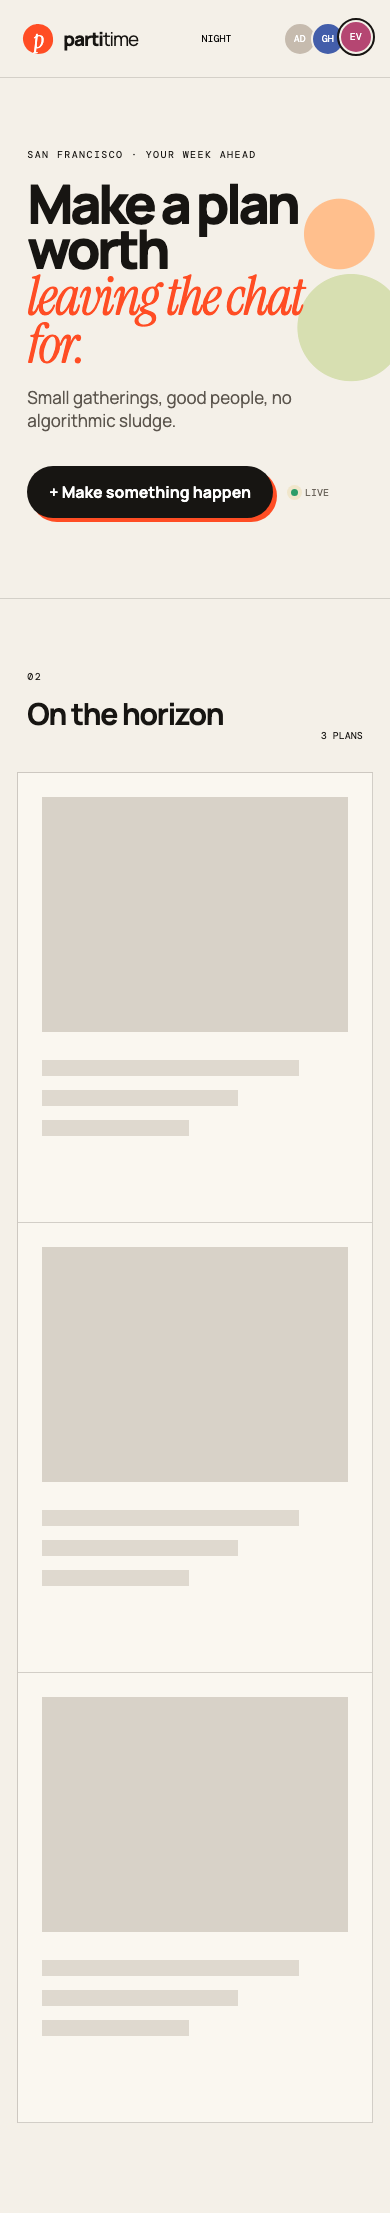 p partitime NIGHT AD GH EV
SAN FRANCISCO · YOUR WEEK AHEAD
Make a plan
worth
leaving the chat
for.
Small gatherings, good people, no
algorithmic sludge.
+ Make something happen LIVE
02
On the horizon
3 PLANS